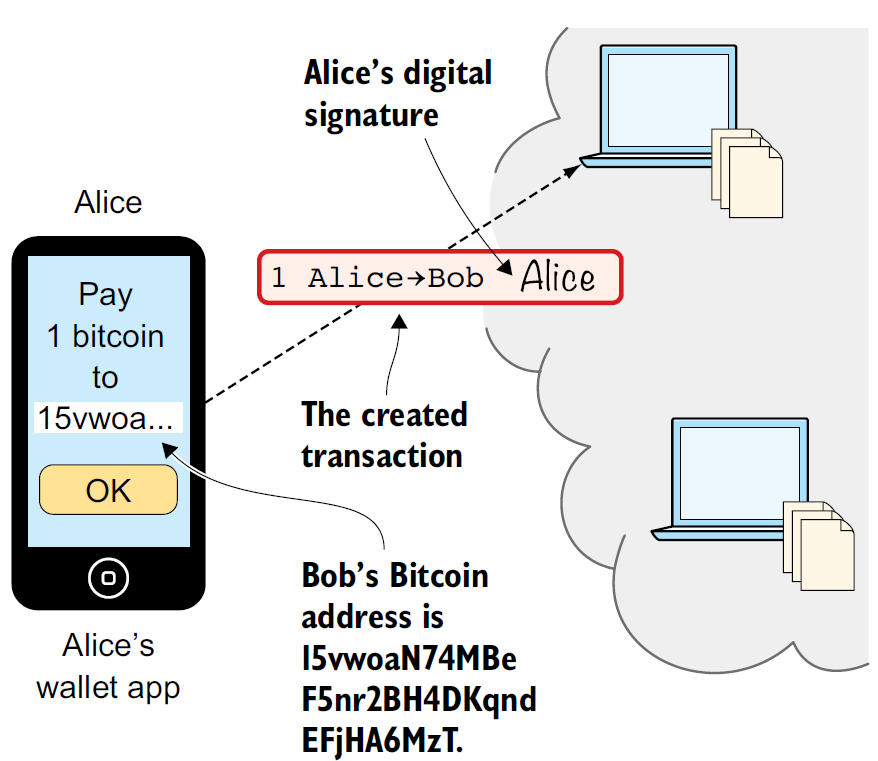 Alice's digital
signature
Alice
Pay
1 bitcoin
to
15vwoa...
OK
Alice's
wallet app
1 Alice→Bob Alice
The created
transaction
Bob's Bitcoin
address is
15vwoaN74MBe
F5nr2BH4DKqnd
EFjHA6MzT.